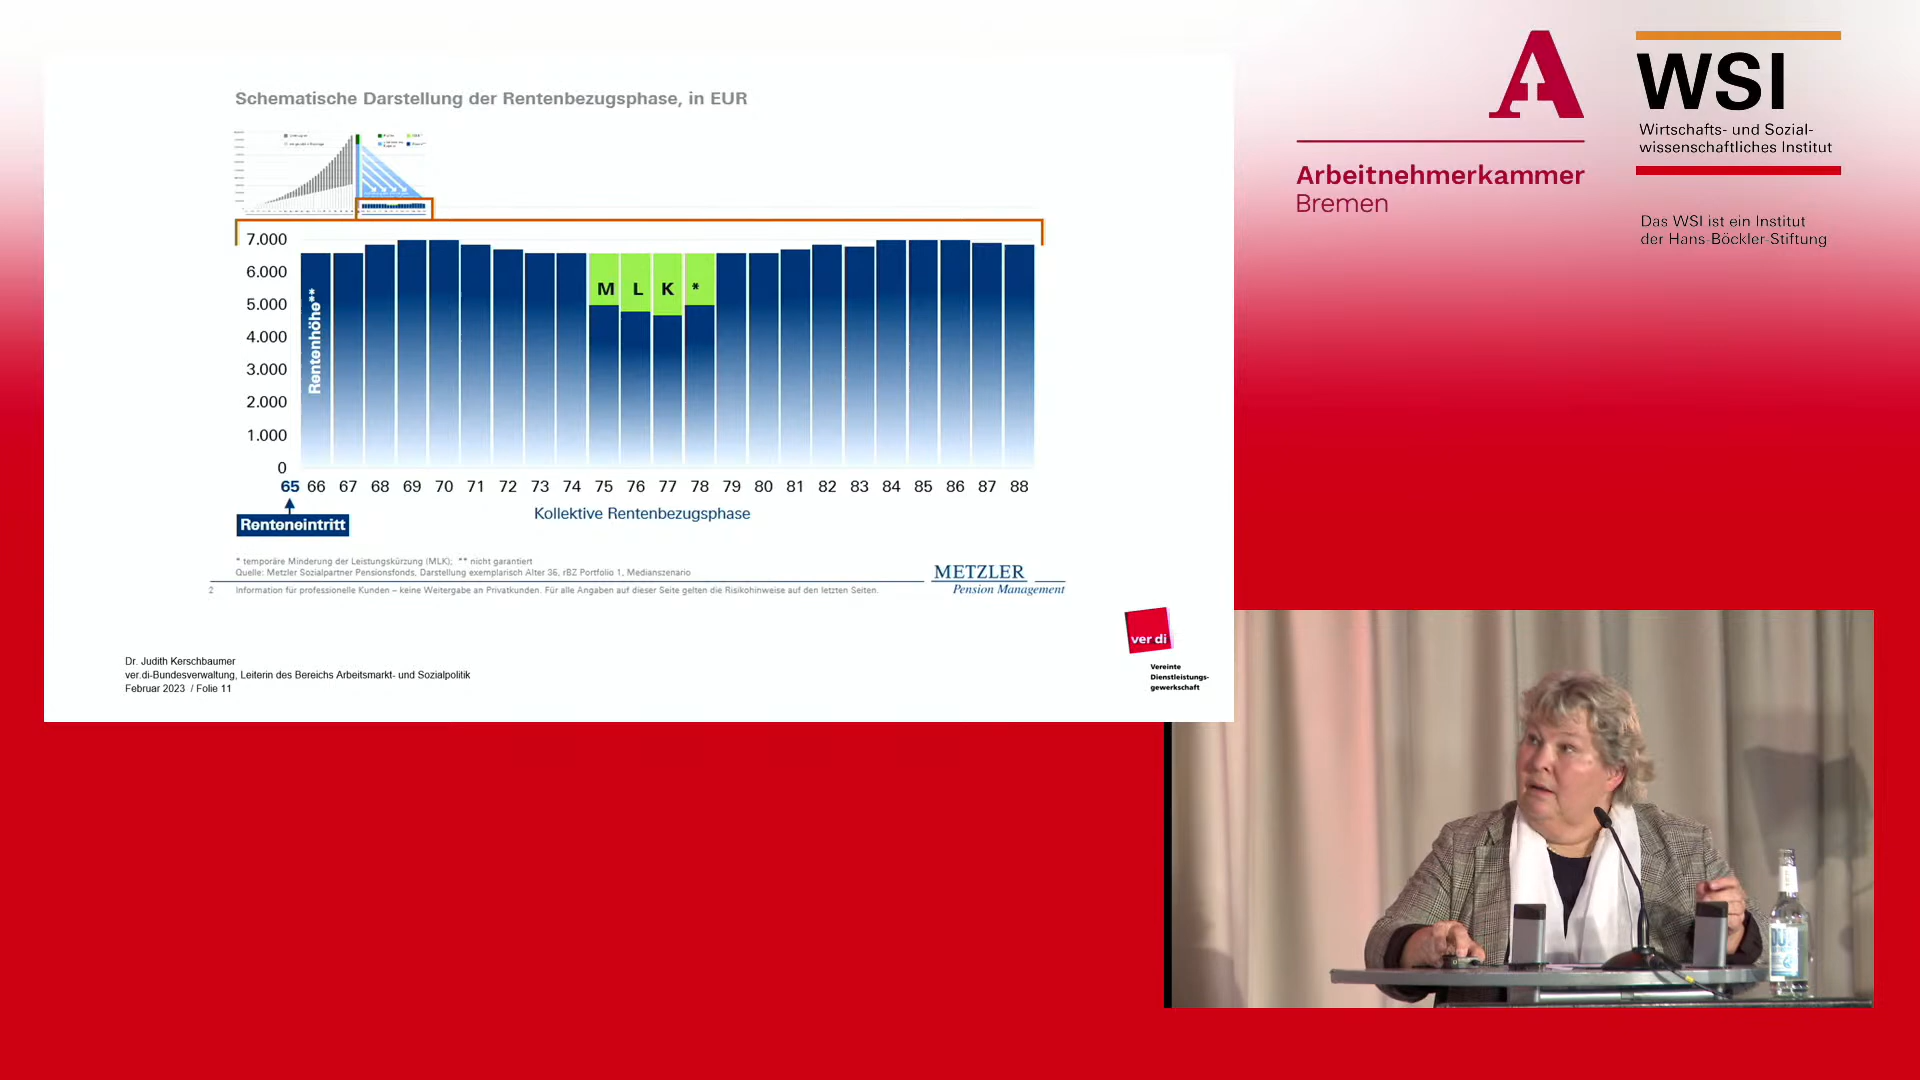 Schematische Darstellung der Rentenbezugsphase, in EUR
7.000
6.000
5.000
4.000
3.000
2.000
1.000
0
Rentenhöhe**
M L K *
65 66 67 68 69 70 71 72 73 74 75 76 77 78 79 80 81 82 83 84 85 86 87 88
Renteneintritt
Kollektive Rentenbezugsphase
* temporäre Minderung der Leistungskürzung (MLK); ** nicht garantiert
Quelle: Metzler Sozialpartner Pensionsfonds, Darstellung exemplarisch Alter 36, rBZ Portfolio 1, Medianszenario
METZLER
Pension Management
2 Information für professionelle Kunden – keine Weitergabe an Privatkunden. Für alle Angaben auf dieser Seite gelten die Risikohinweise auf den letzten Seiten.
Dr. Judith Kerschbaumer
ver.di-Bundesverwaltung, Leiterin des Bereichs Arbeitsmarkt- und Sozialpolitik
Februar 2023 / Folie 11
ver di
Vereinte
Dienstleistungs-
gewerkschaft
A
Arbeitnehmerkammer
Bremen
WSI
Wirtschafts- und Sozial-
wissenschaftliches Institut
Das WSI ist ein Institut
der Hans-Böckler-Stiftung